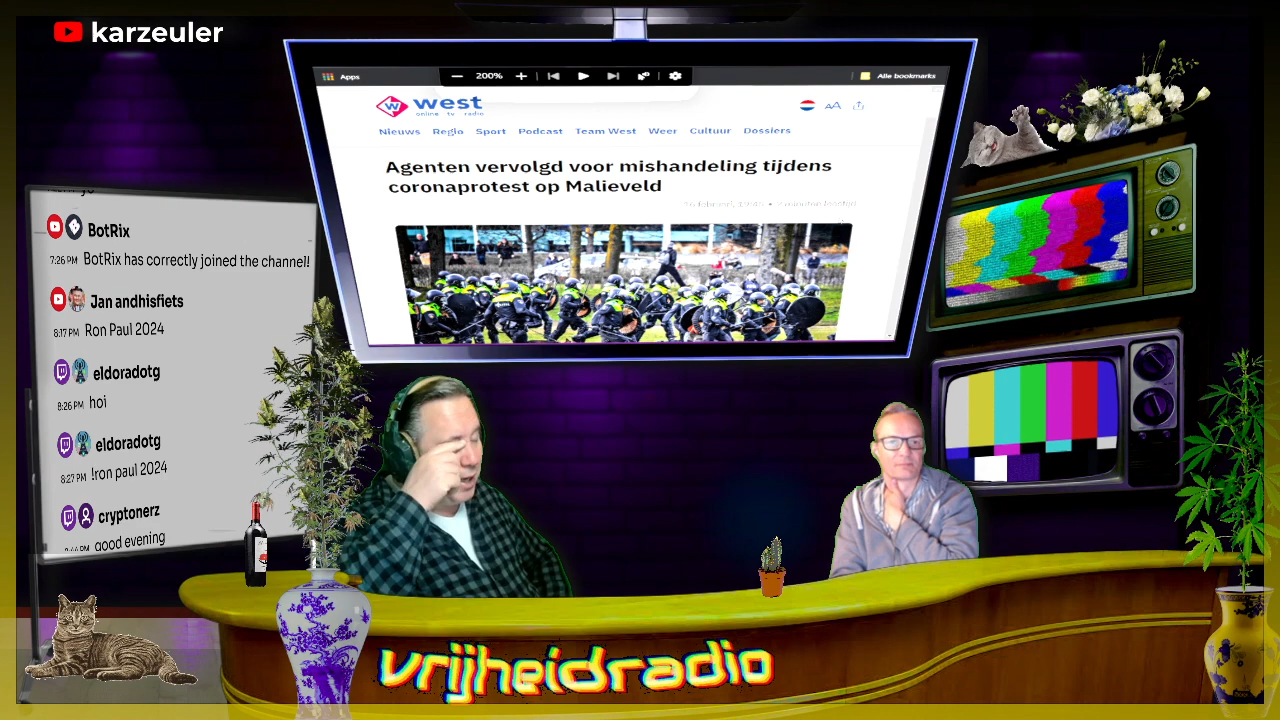 karzeuler
Apps
200%
Alle bookmarks
west
online tv radio
Nieuws Regio Sport Podcast Team West Weer Cultuur Dossiers
Agenten vervolgd voor mishandeling tijdens
coronaprotest op Malieveld
BotRix
7:26 PM BotRix has correctly joined the channel!
Jan andhisfiets
8:17 PM Ron Paul 2024
eldoradotg
8:26 PM hoi
eldoradotg
8:27 PM !ron paul 2024
cryptonerz
good evening
vrijheidradio